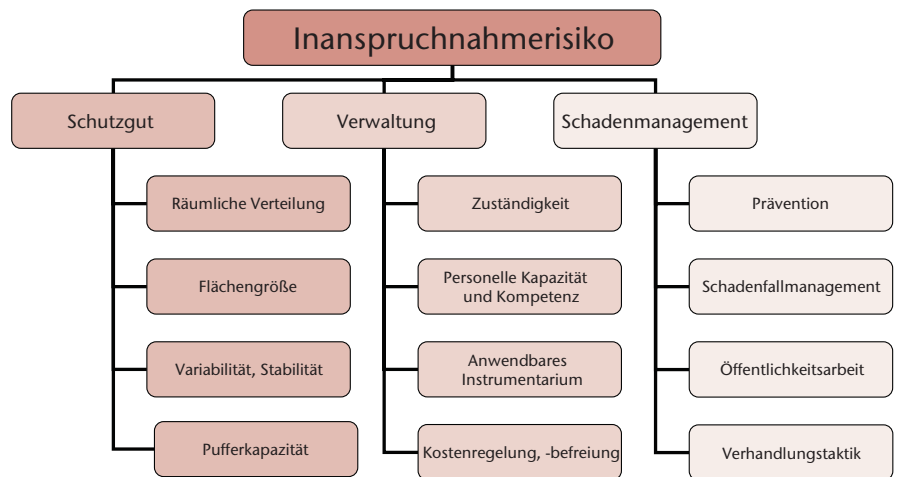 Inanspruchnahmerisiko
Schutzgut
Räumliche Verteilung
Flächengröße
Variabilität, Stabilität
Pufferkapazität
Verwaltung
Zuständigkeit
Personelle Kapazität
und Kompetenz
Anwendbares
Instrumentarium
Kostenregelung, -befreiung
Schadenmanagement
Prävention
Schadenfallmanagement
Öffentlichkeitsarbeit
Verhandlungstaktik